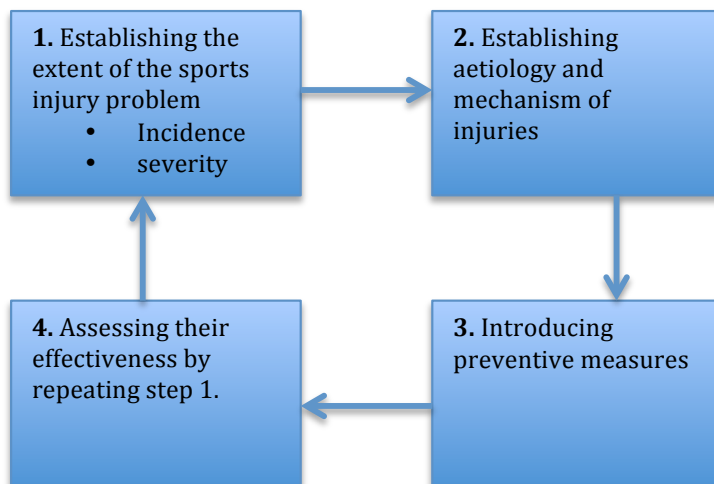 1. Establishing the
extent of the sports
injury problem
• Incidence
• severity
2. Establishing
aetiology and
mechanism of
injuries
3. Introducing
preventive measures
4. Assessing their
effectiveness by
repeating step 1.